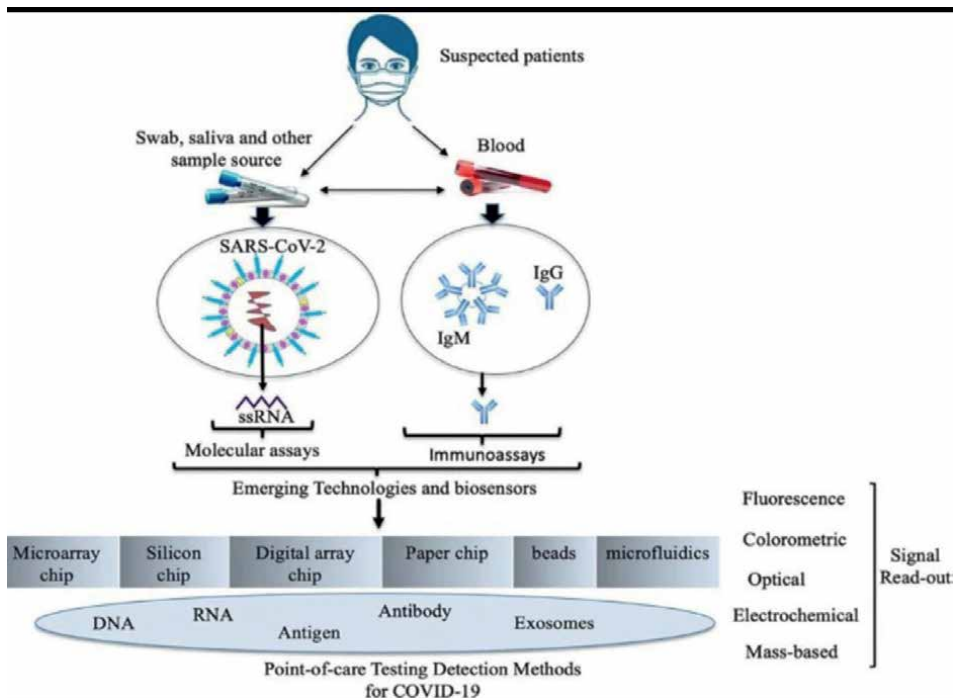 Suspected patients
Swab, saliva and other
sample source
Blood
SARS-CoV-2
IgG
IgM
ssRNA
Molecular assays
Immunoassays
Emerging Technologies and biosensors
Microarray
chip
Silicon
chip
Digital array
chip
Paper chip
beads
microfluidics
DNA
RNA
Antigen
Antibody
Exosomes
Point-of-care Testing Detection Methods
for COVID-19
Fluorescence
Colorometric
Optical
Electrochemical
Mass-based
Signal
Read-out: